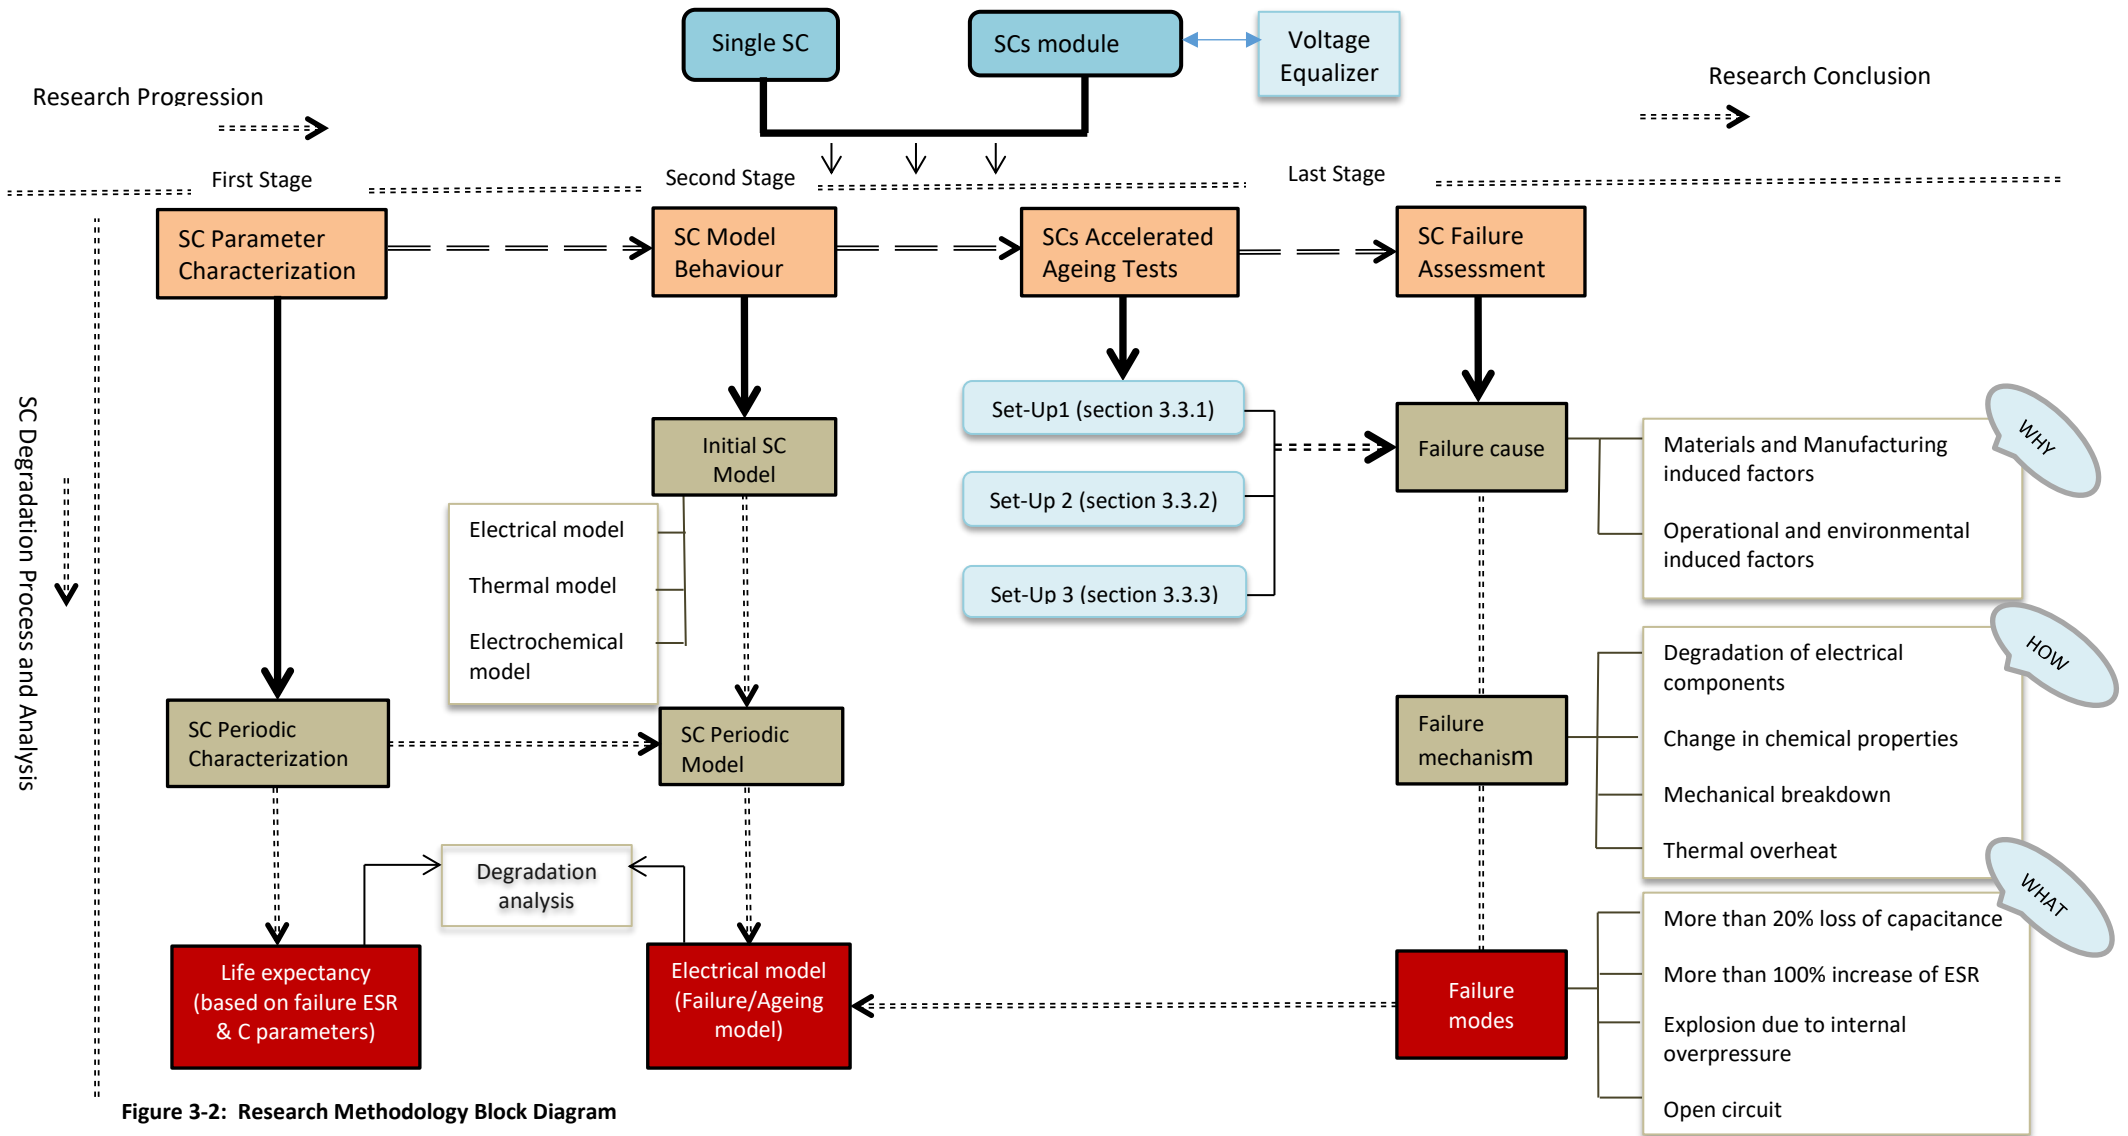 Single SC
SCs module
Voltage
Equalizer
Research Progression
Research Conclusion
First Stage
Second Stage
Last Stage
SC Parameter
Characterization
SC Model
Behaviour
SCs Accelerated
Ageing Tests
SC Failure
Assessment
SC Degradation Process and Analysis
Initial SC
Model
Electrical model
Thermal model
Electrochemical
model
Set-Up1 (section 3.3.1)
Set-Up 2 (section 3.3.2)
Set-Up 3 (section 3.3.3)
Failure cause
Materials and Manufacturing
induced factors
Operational and environmental
induced factors
WHY
SC Periodic
Characterization
SC Periodic
Model
Failure
mechanism
Degradation of electrical
components
Change in chemical properties
Mechanical breakdown
Thermal overheat
HOW
Degradation
analysis
Life expectancy
(based on failure ESR
& C parameters)
Electrical model
(Failure/Ageing
model)
Failure
modes
More than 20% loss of capacitance
More than 100% increase of ESR
Explosion due to internal
overpressure
Open circuit
WHAT
Figure 3-2:  Research Methodology Block Diagram